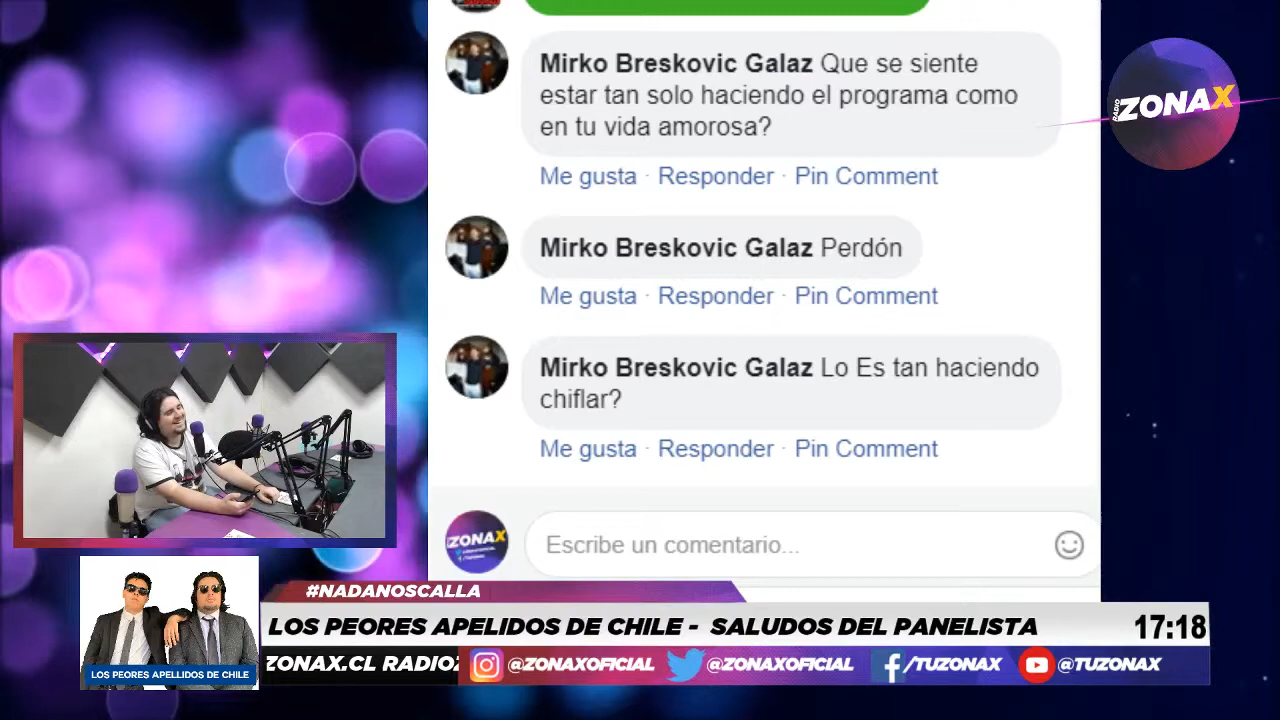 Mirko Breskovic Galaz Que se siente
estar tan solo haciendo el programa como
en tu vida amorosa?
Me gusta · Responder · Pin Comment
Mirko Breskovic Galaz Perdón
Me gusta · Responder · Pin Comment
Mirko Breskovic Galaz Lo Es tan haciendo
chiflar?
Me gusta · Responder · Pin Comment
Escribe un comentario...
RADIO ZONAX
ZONAX
#NADANOSCALLA
LOS PEORES APELIDOS DE CHILE - SALUDOS DEL PANELISTA
17:18
LOS PEORES APELLIDOS DE CHILE
ZONAX.CL RADIOZ
@ZONAXOFICIAL
@ZONAXOFICIAL
/TUZONAX
@TUZONAX